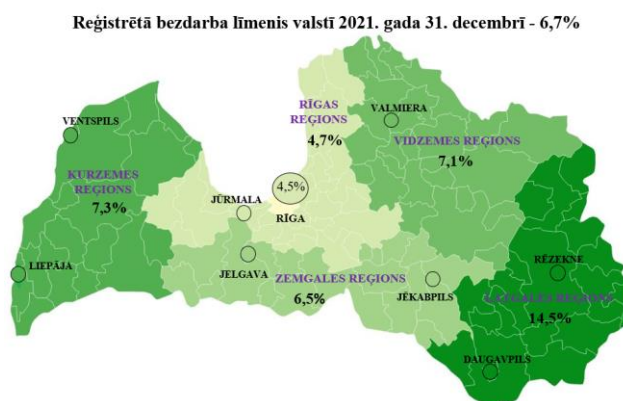 Reģistrētā bezdarba līmenis valstī 2021. gada 31. decembrī - 6,7%
VENTSPILS
RĪGAS
REĢIONS
4,7%
VALMIERA
VIDZEMES REĢIONS
7,1%
KURZEMES
REĢIONS
7,3%
4,5%
JŪRMALA
RĪGA
LIEPĀJA
JELGAVA
ZEMGALES REĢIONS
6,5%
JĒKABPILS
RĒZEKNE
LATGALES REĢIONS
14,5%
DAUGAVPILS